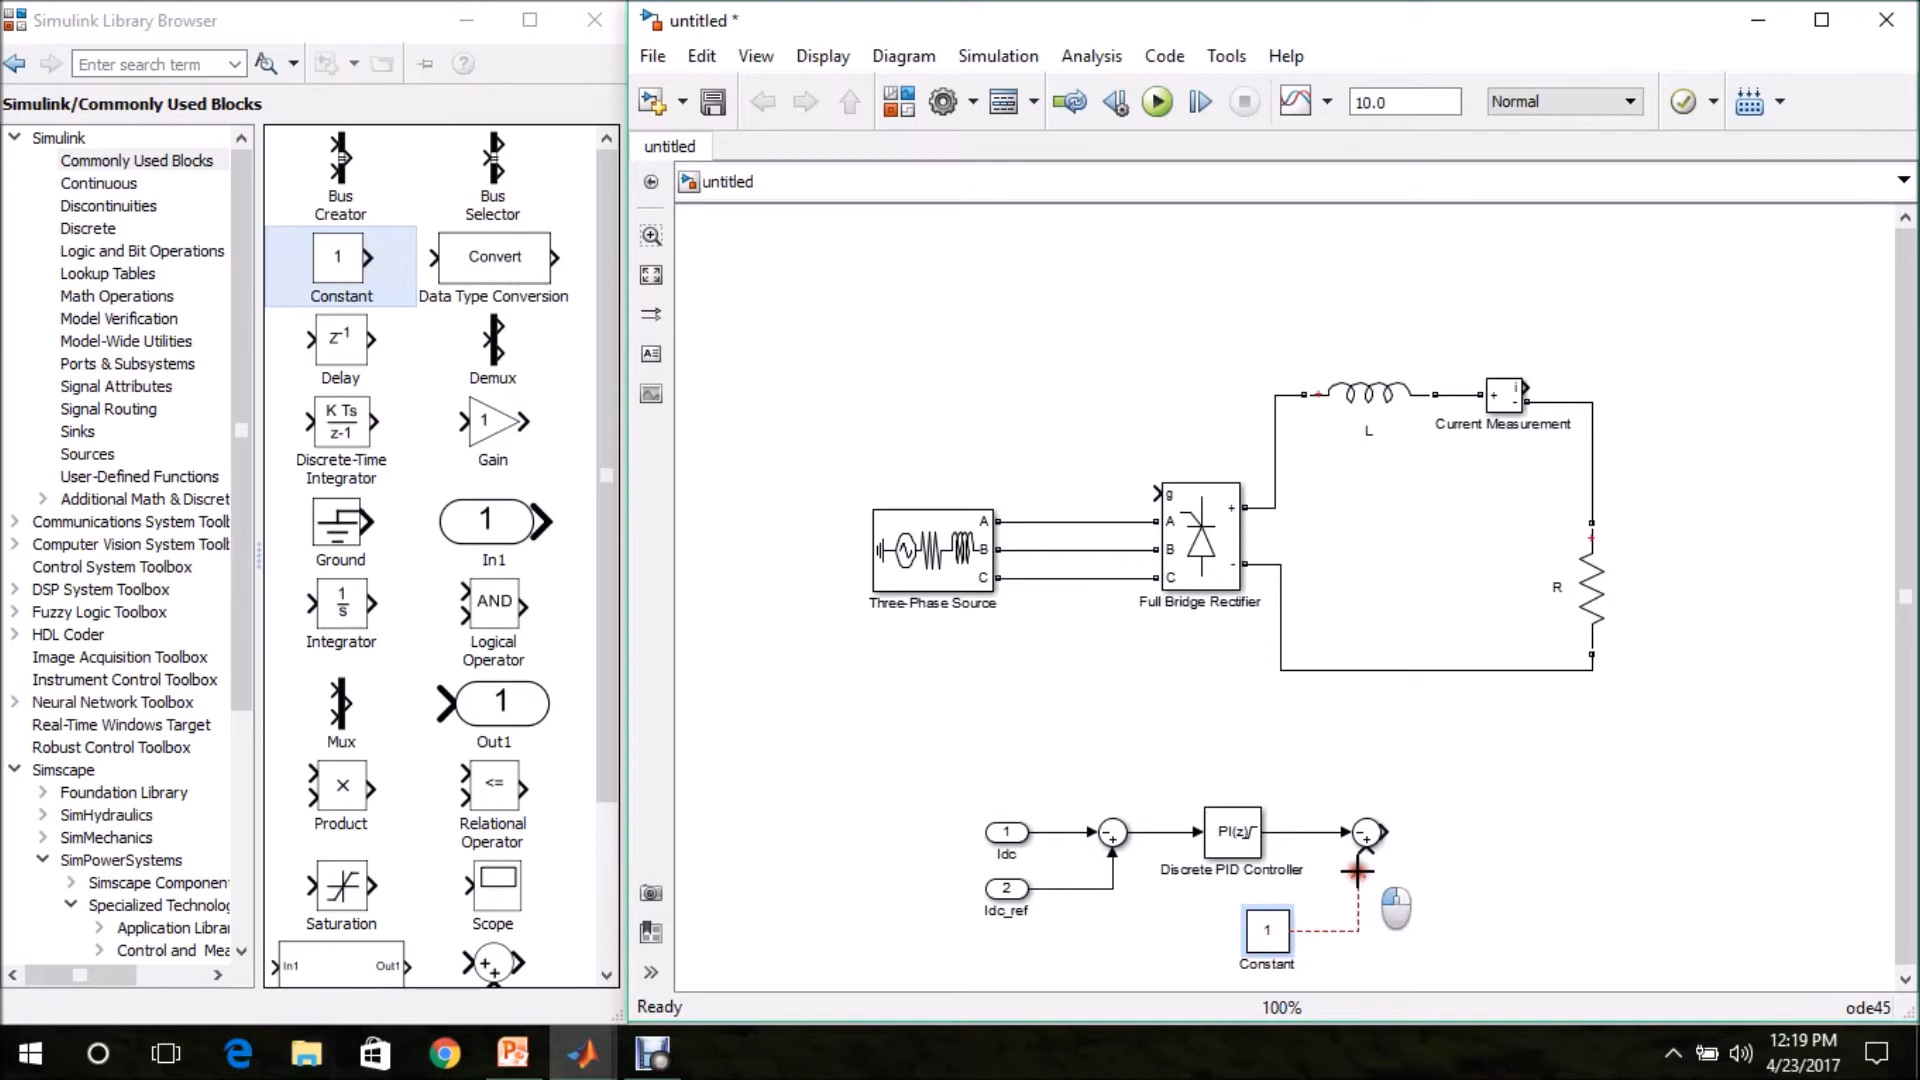 Simulink Library Browser
Enter search term
Simulink/Commonly Used Blocks
Simulink
Commonly Used Blocks
Continuous
Discontinuities
Discrete
Logic and Bit Operations
Lookup Tables
Math Operations
Model Verification
Model-Wide Utilities
Ports & Subsystems
Signal Attributes
Signal Routing
Sinks
Sources
User-Defined Functions
Additional Math & Discret
Communications System Toolb
Computer Vision System Toolb
Control System Toolbox
DSP System Toolbox
Fuzzy Logic Toolbox
HDL Coder
Image Acquisition Toolbox
Instrument Control Toolbox
Neural Network Toolbox
Real-Time Windows Target
Robust Control Toolbox
Simscape
Foundation Library
SimHydraulics
SimMechanics
SimPowerSystems
Simscape Componen
Specialized Technolog
Application Librar
Control and Mea
Bus
Creator
Bus
Selector
1
Constant
Convert
Data Type Conversion
Z-1
Delay
Demux
K Ts
z-1
Discrete-Time
Integrator
1
Gain
Ground
1
In1
1
s
Integrator
AND
Logical
Operator
Mux
1
Out1
×
Product
<=
Relational
Operator
Saturation
Scope
In1 Out1
+
+
untitled *
File Edit View Display Diagram Simulation Analysis Code Tools Help
10.0
Normal
untitled
untitled
L
+ i -
Current Measurement
A
B
C
Three-Phase Source
g
A
B
C
+
-
Full Bridge Rectifier
+
R
1
Idc
2
Idc_ref
-
+
PI(z)
Discrete PID Controller
-
+
1
Constant
Ready
100%
ode45
12:19 PM
4/23/2017